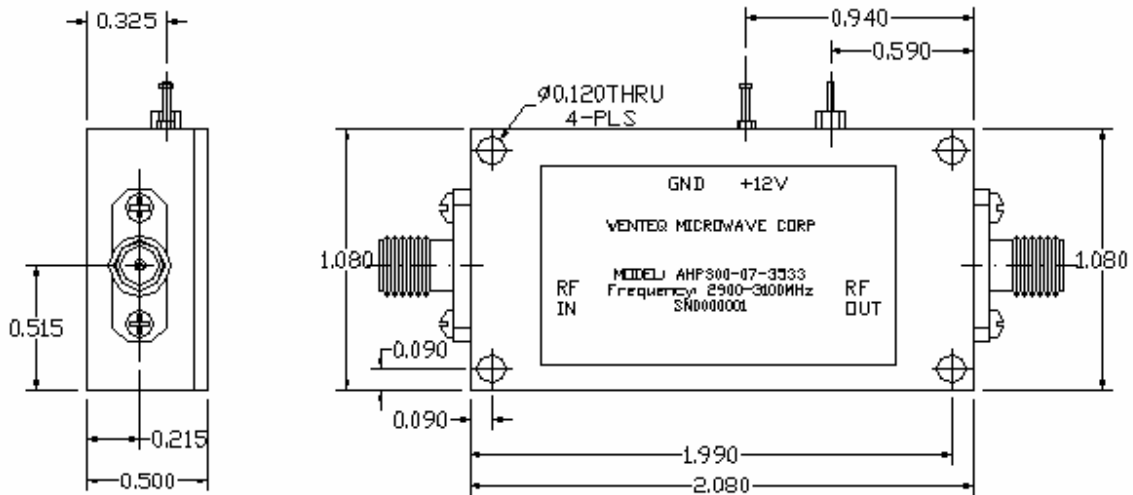 0.325
0.940
0.590
ø0.120THRU
4-PLS
GND +12V
WENTEQ MICROWAVE CORP
1.080
1.080
MODEL: AHP300-07-3533
RF Frequency: 2900-3100MHz RF
IN SN000001 OUT
0.515
0.090
0.090
0.215
1.990
0.500
2.080